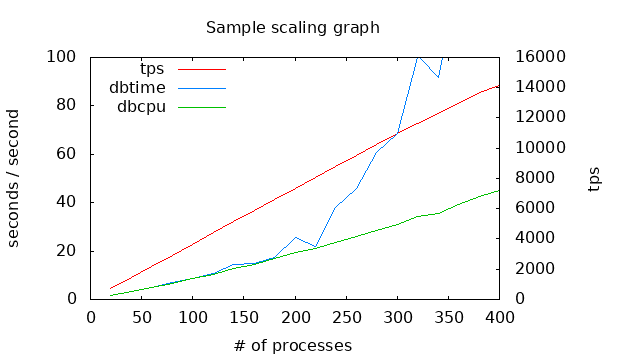 Sample scaling graph
tps
dbtime
dbcpu
100
80
60
40
20
0
seconds / second
16000
14000
12000
10000
8000
6000
4000
2000
0
tps
0 50 100 150 200 250 300 350 400
# of processes